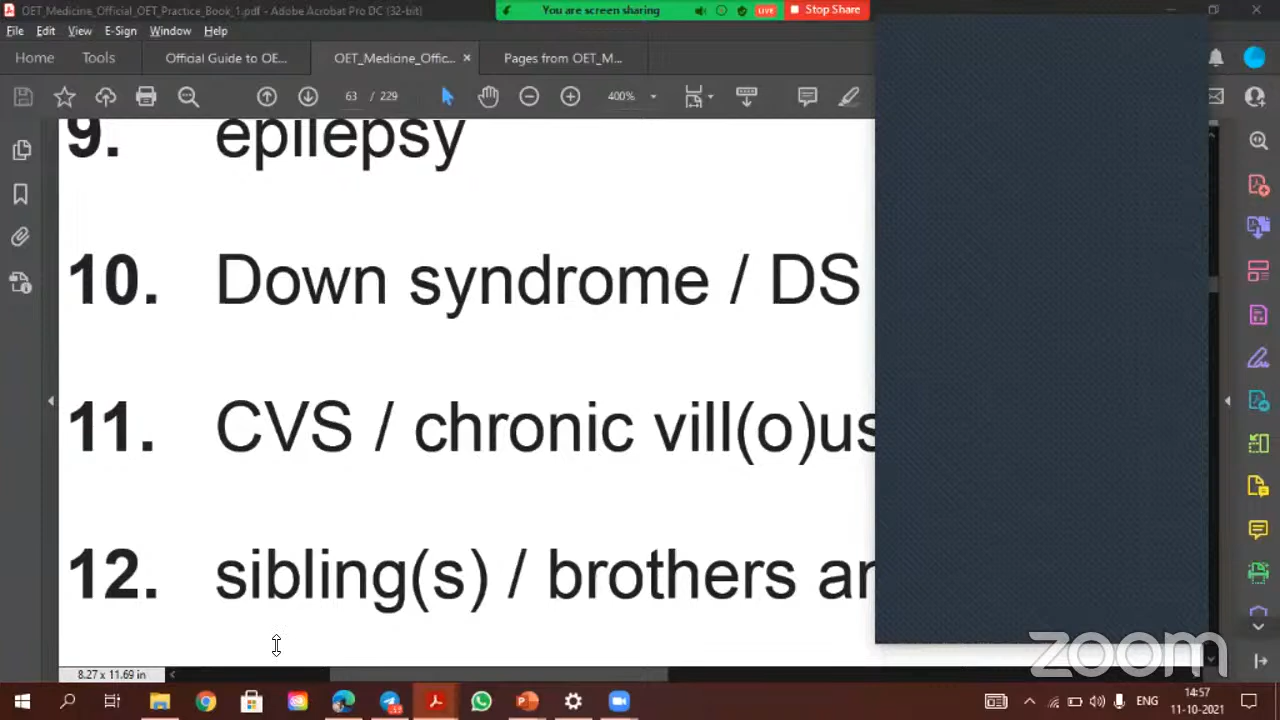 OET_Medicine_Official_OET_Practice_Book_1.pdf - Adobe Acrobat Pro DC (32-bit)
You are screen sharing
LIVE
Stop Share
File Edit View E-Sign Window Help
Home Tools Official Guide to OE... OET_Medicine_Offic... × Pages from OET_M...
63 / 229 400%
9. epilepsy
10. Down syndrome / DS
11. CVS / chronic vill(o)us
12. sibling(s) / brothers
8.27 x 11.69 in
zoom
ENG
14:57
11-10-2021